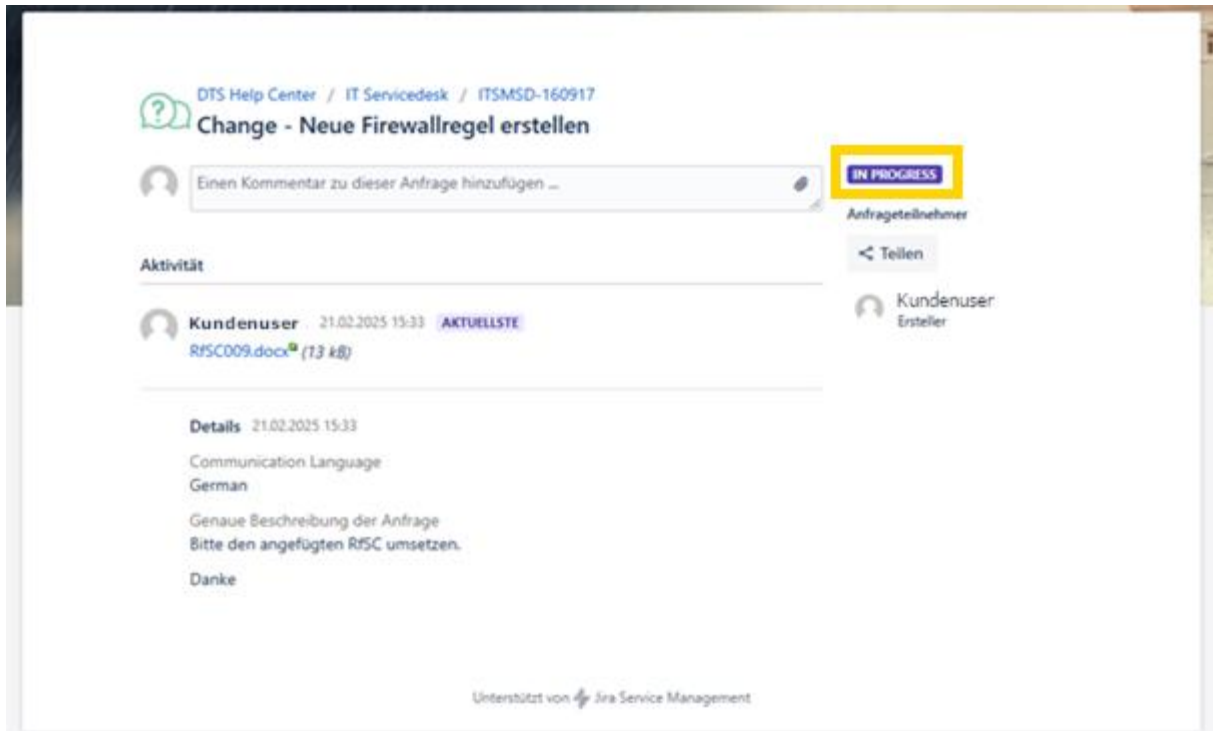 DTS Help Center / IT Servicedesk / ITSMSD-160917
Change - Neue Firewallregel erstellen
Einen Kommentar zu dieser Anfrage hinzufügen ...
IN PROGRESS
Anfrageteilnehmer
Teilen
Kundenuser
Ersteller
Aktivität
Kundenuser 21.02.2025 15:33 AKTUELLSTE
RfSC009.docx (13 kB)
Details 21.02.2025 15:33
Communication Language
German
Genaue Beschreibung der Anfrage
Bitte den angefügten RfSC umsetzen.
Danke
Unterstützt von Jira Service Management